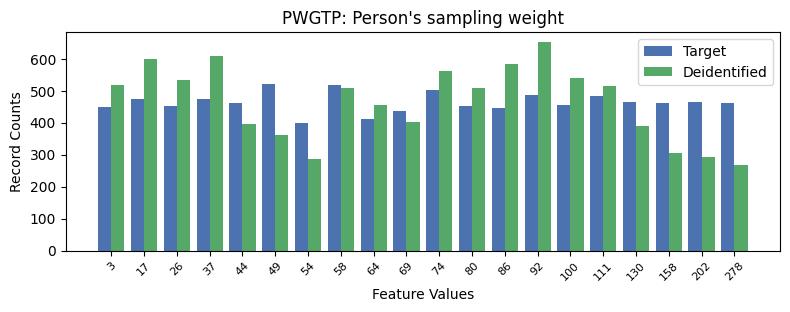 PWGTP: Person's sampling weight
Record Counts
600
500
400
300
200
100
0
Target
Deidentified
3 17 26 37 44 49 54 58 64 69 74 80 86 92 100 111 130 158 202 278
Feature Values